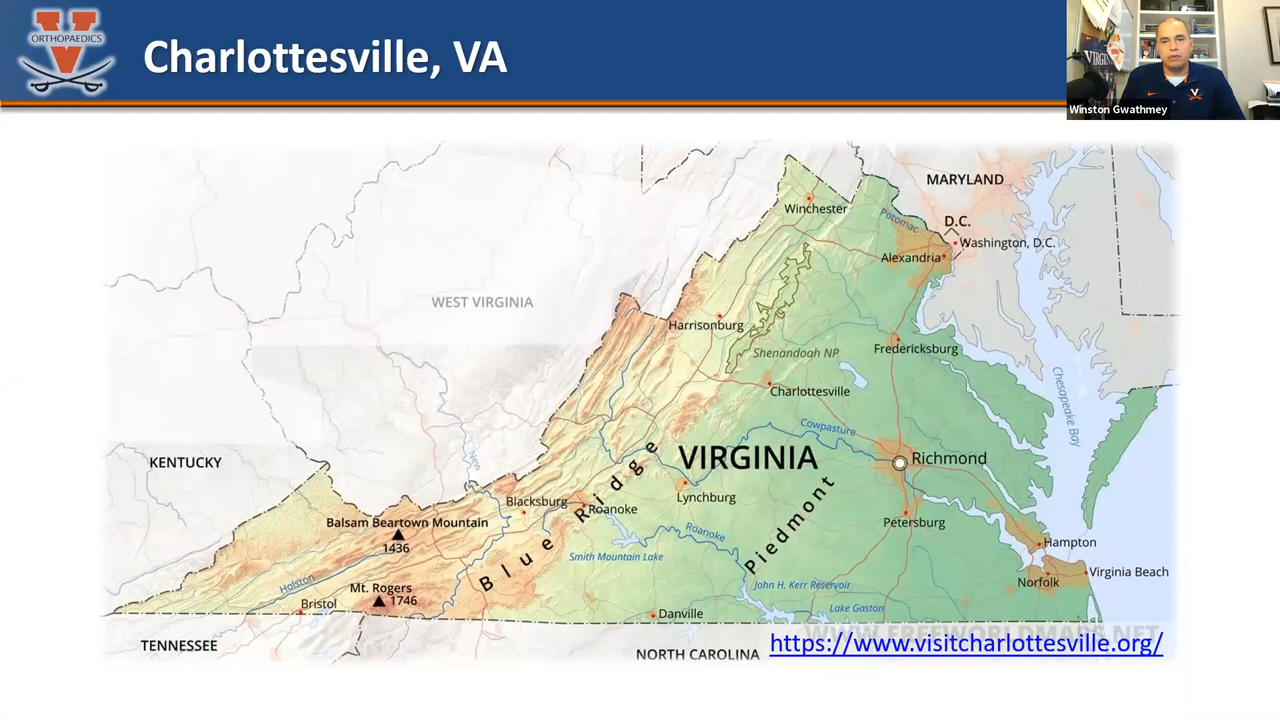 ORTHOPAEDICS
Charlottesville, VA
Winston Gwathmey
MARYLAND
Winchester
Potomac
D.C.
Washington, D.C.
Alexandria
WEST VIRGINIA
Harrisonburg
Fredericksburg
Shenandoah NP
Charlottesville
Chesapeake Bay
Cowpasture
KENTUCKY
VIRGINIA
Richmond
New
Blue Ridge
Lynchburg
Blacksburg
Roanoke
Piedmont
Balsam Beartown Mountain
1436
Petersburg
Roanoke
Hampton
Smith Mountain Lake
Holston
Mt. Rogers
1746
John H. Kerr Reservoir
Norfolk
Virginia Beach
Bristol
Danville
Lake Gaston
TENNESSEE
NORTH CAROLINA
https://www.visitcharlottesville.org/